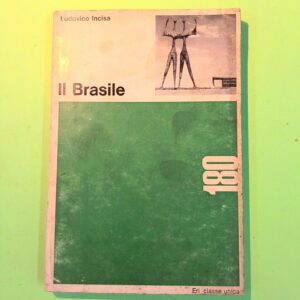 Ludovico Incisa
Il Brasile
180
Eri classe unica